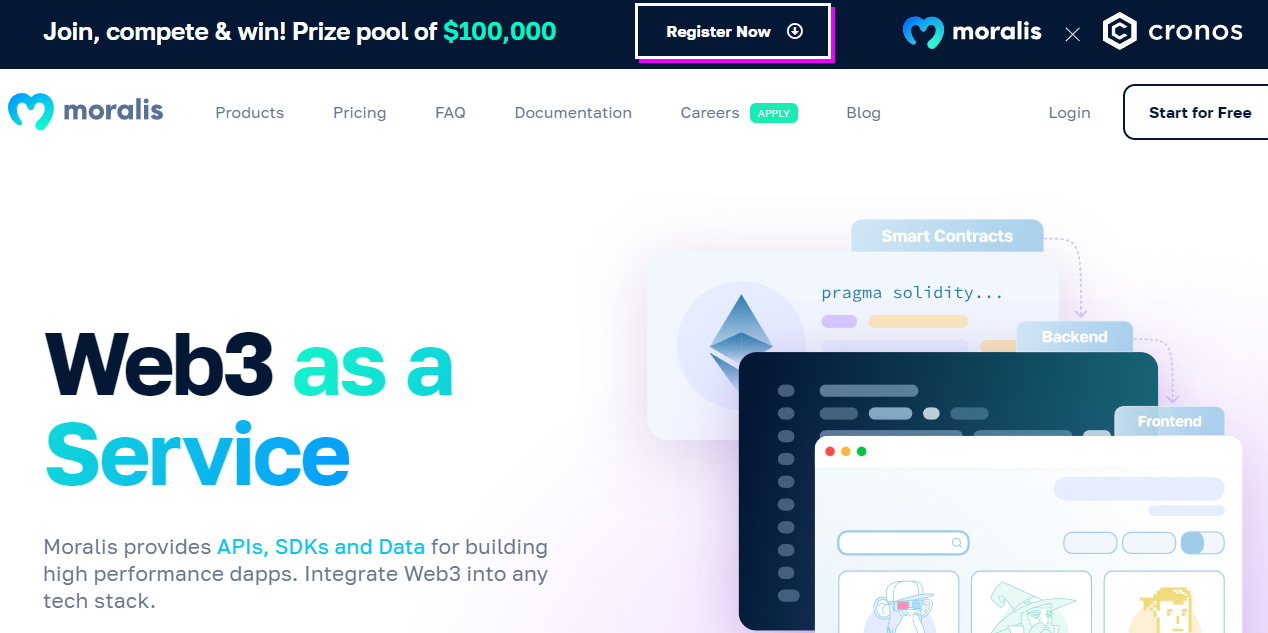 Join, compete & win! Prize pool of $100,000
Register Now
moralis
cronos
moralis
Products
Pricing
FAQ
Documentation
Careers
APPLY
Blog
Login
Start for Free
Web3 as a
Service
Moralis provides APIs, SDKs and Data for building
high performance dapps. Integrate Web3 into any
tech stack.
Smart Contracts
pragma solidity...
Backend
Frontend